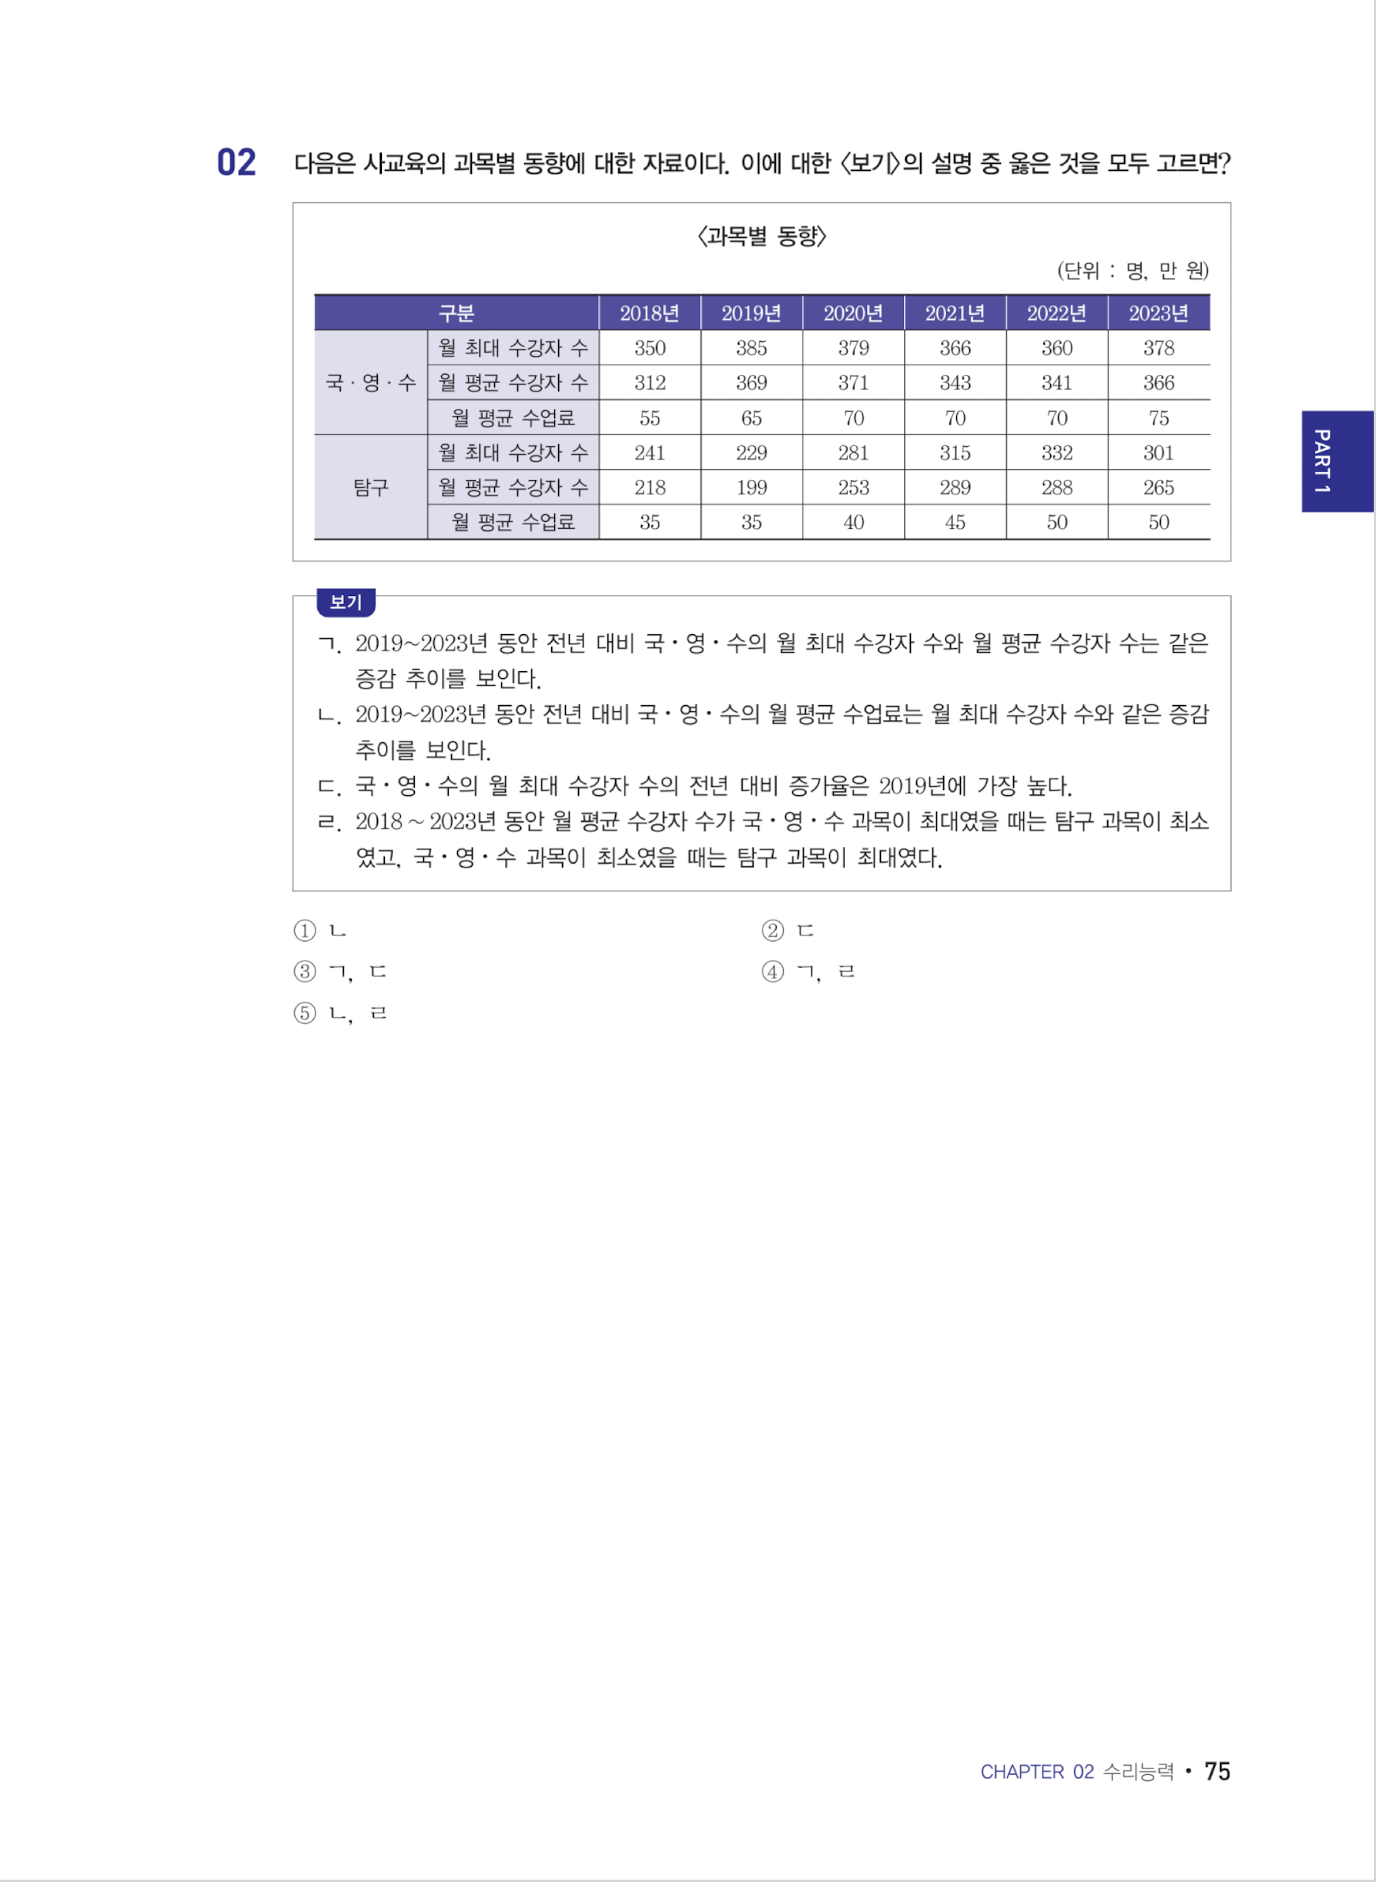 02 다음은 사교육의 과목별 동향에 대한 자료이다. 이에 대한 〈보기〉의 설명 중 옳은 것을 모두 고르면?
〈과목별 동향〉
(단위 : 명, 만 원)
구분 2018년 2019년 2020년 2021년 2022년 2023년
국·영·수
월 최대 수강자 수 350 385 379 366 360 378
월 평균 수강자 수 312 369 371 343 341 366
월 평균 수업료 55 65 70 70 70 75
탐구
월 최대 수강자 수 241 229 281 315 332 301
월 평균 수강자 수 218 199 253 289 288 265
월 평균 수업료 35 35 40 45 50 50
PART 1
보기
ㄱ. 2019~2023년 동안 전년 대비 국·영·수의 월 최대 수강자 수와 월 평균 수강자 수는 같은
증감 추이를 보인다.
ㄴ. 2019~2023년 동안 전년 대비 국·영·수의 월 평균 수업료는 월 최대 수강자 수와 같은 증감
추이를 보인다.
ㄷ. 국·영·수의 월 최대 수강자 수의 전년 대비 증가율은 2019년에 가장 높다.
ㄹ. 2018 ~ 2023년 동안 월 평균 수강자 수가 국·영·수 과목이 최대였을 때는 탐구 과목이 최소
였고, 국·영·수 과목이 최소였을 때는 탐구 과목이 최대였다.
① ㄴ ② ㄷ
③ ㄱ, ㄷ ④ ㄱ, ㄹ
⑤ ㄴ, ㄹ
CHAPTER 02 수리능력 • 75